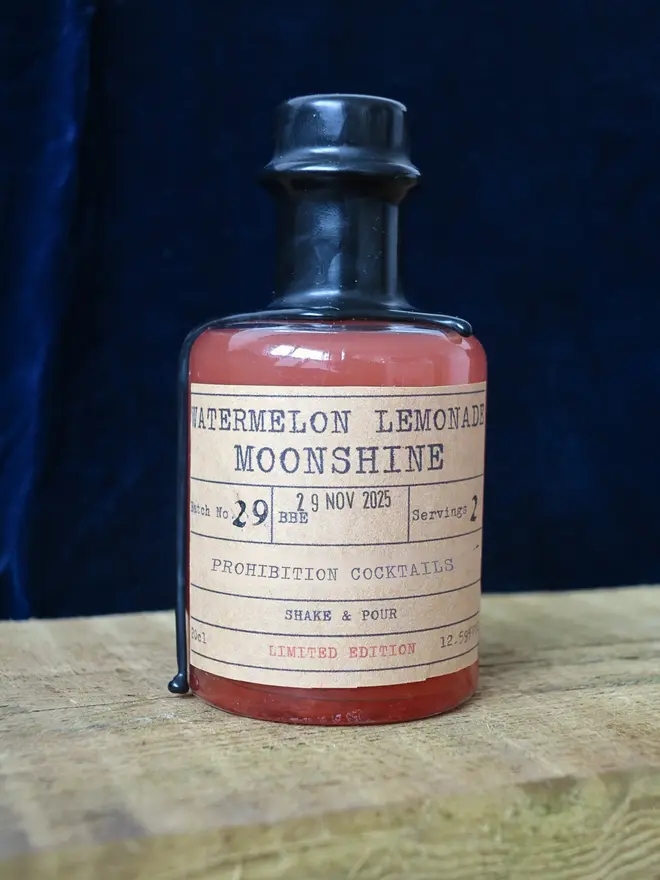 WATERMELON LEMONADE
MOONSHINE
Batch No. 29
BBE 29 NOV 2025
Servings 2
PROHIBITION COCKTAILS
SHAKE & POUR
20cl
LIMITED EDITION